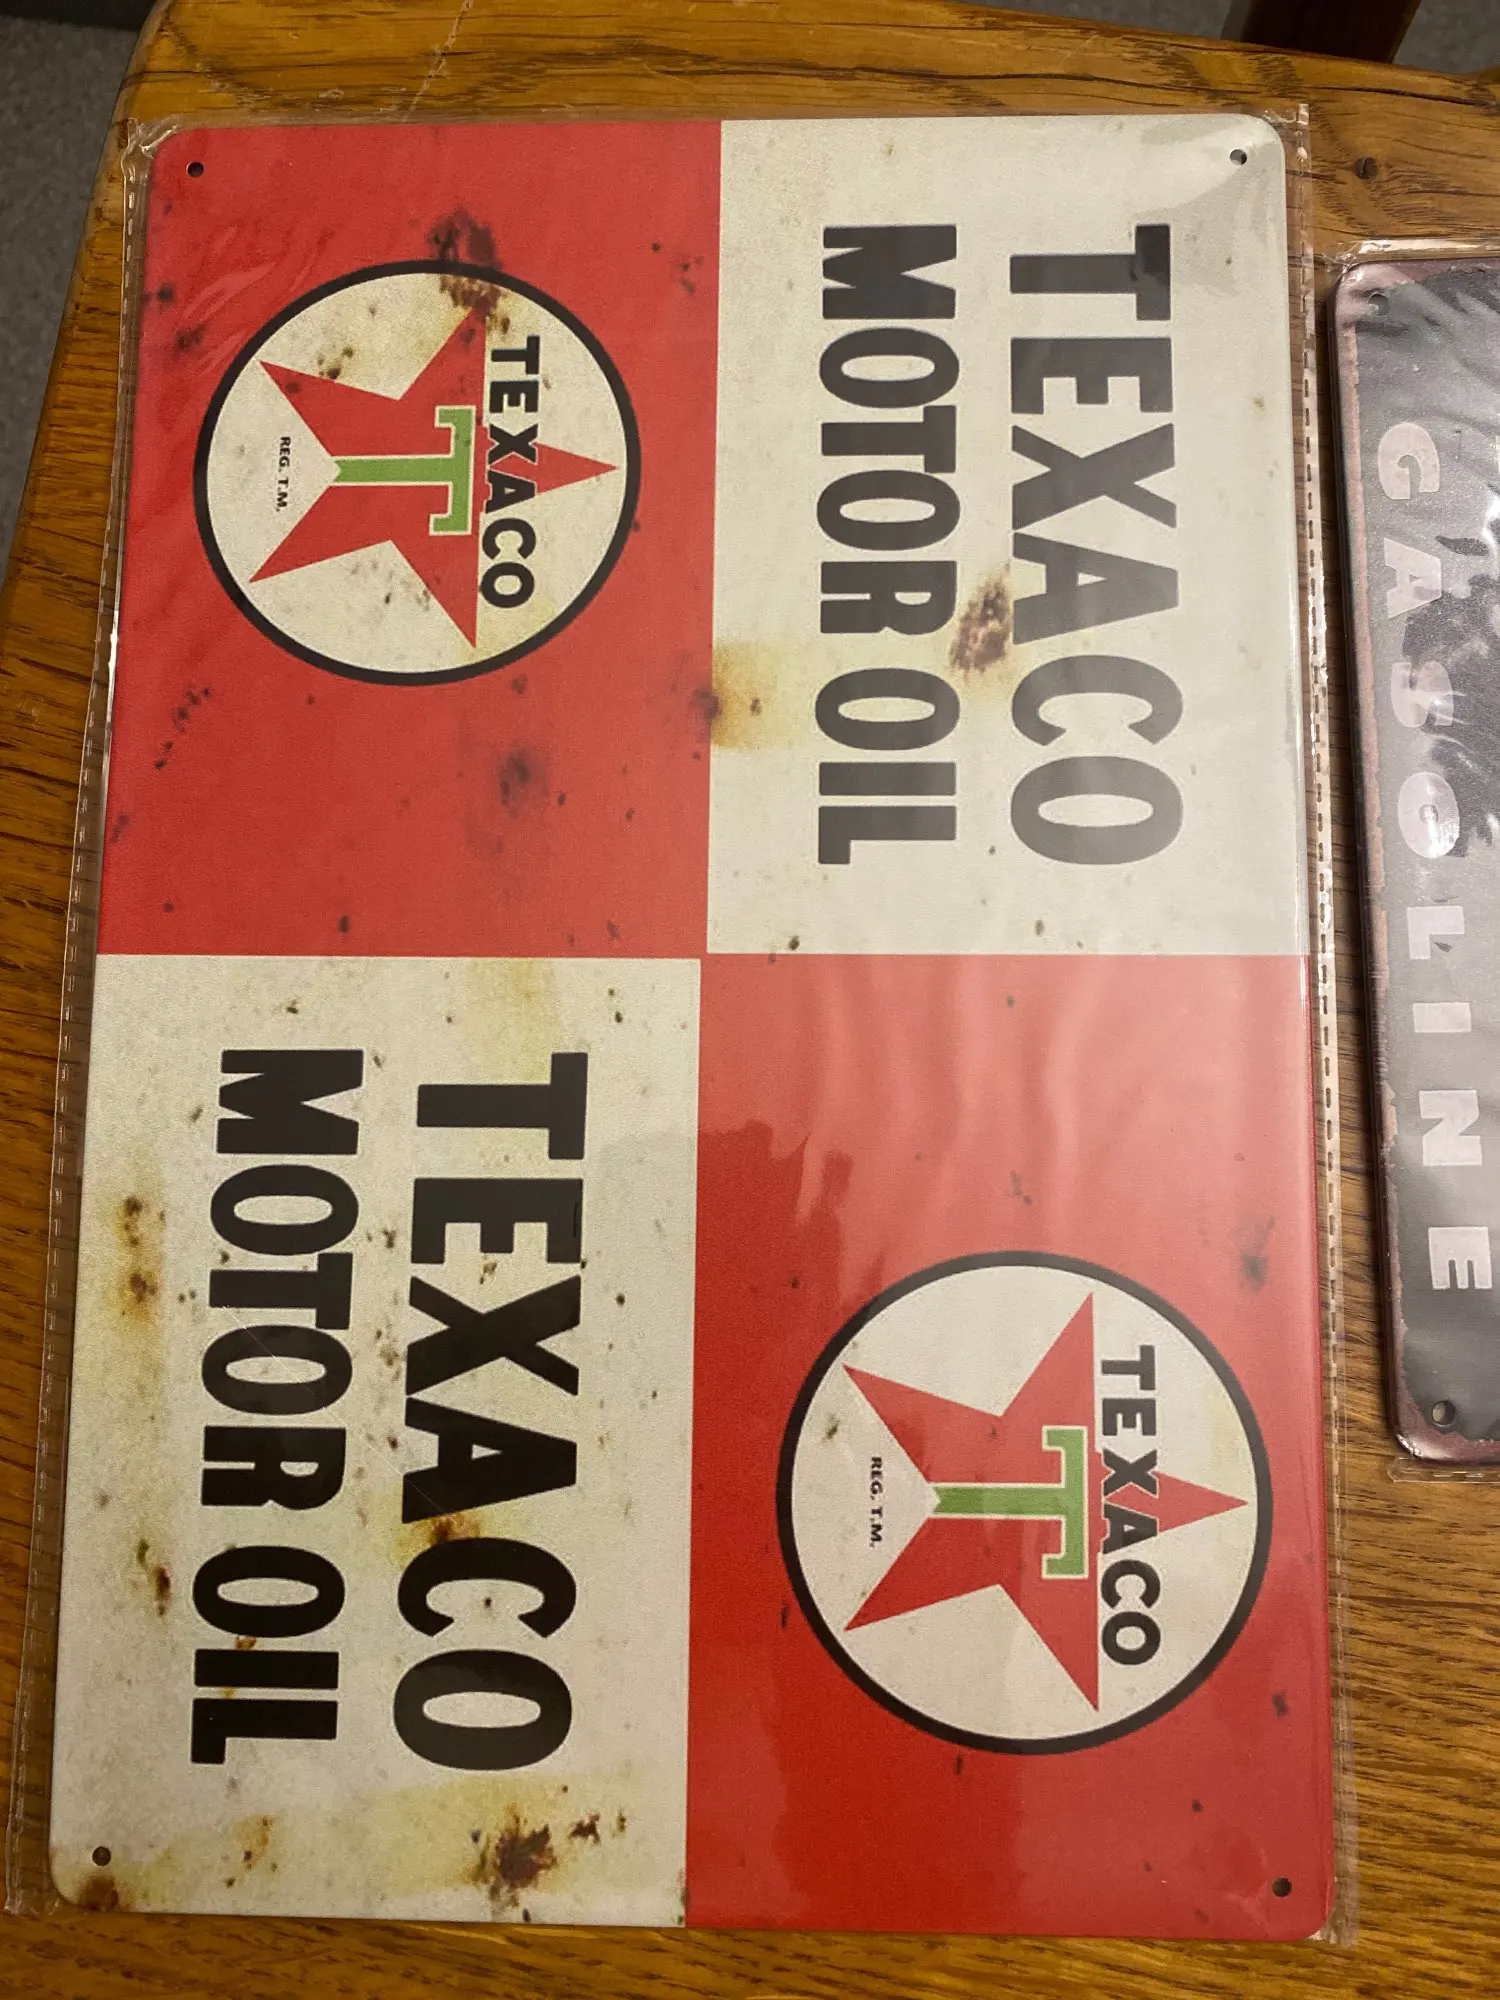 TEXACO
MOTOR OIL
TEXACO
REG. T.M.
TEXACO
T
REG. T.M.
TEXACO
T
MOTOR OIL
GASOLINE